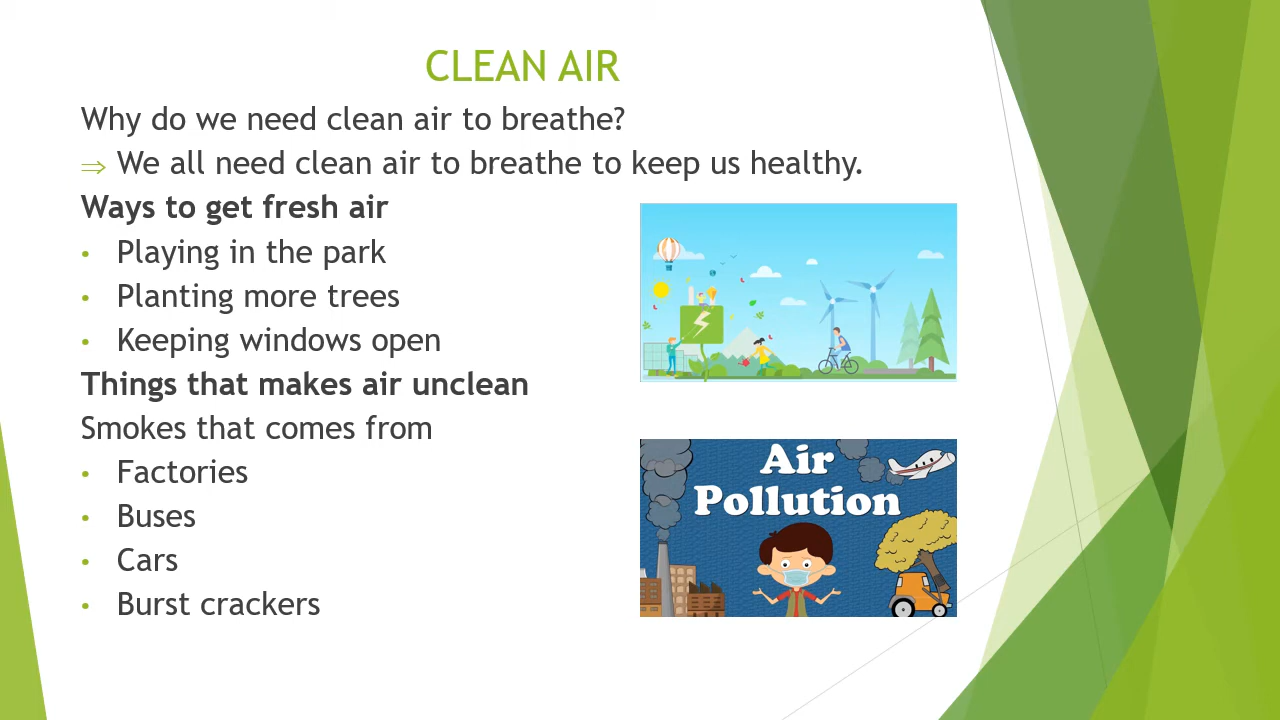 CLEAN AIR
Why do we need clean air to breathe?
⇒ We all need clean air to breathe to keep us healthy.
Ways to get fresh air
• Playing in the park
• Planting more trees
• Keeping windows open
Things that makes air unclean
Smokes that comes from
• Factories
• Buses
• Cars
• Burst crackers
Air
Pollution